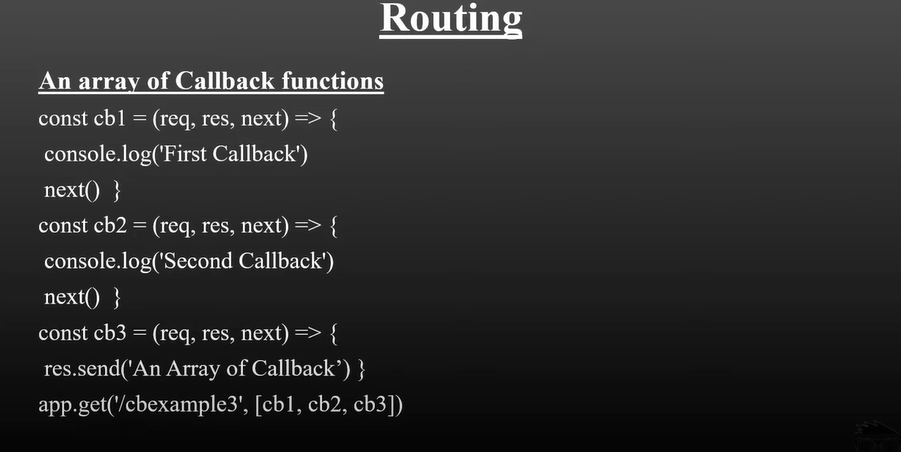 Routing
An array of Callback functions
const cb1 = (req, res, next) => {
console.log('First Callback')
next()  }
const cb2 = (req, res, next) => {
console.log('Second Callback')
next()  }
const cb3 = (req, res, next) => {
res.send('An Array of Callback’) }
app.get('/cbexample3', [cb1, cb2, cb3])